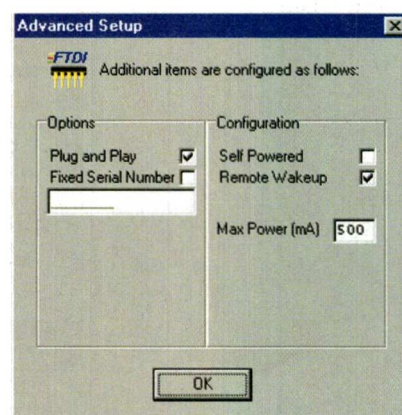 Advanced Setup
FTDI
Additional items are configured as follows:
Options
Plug and Play
Fixed Serial Number
Configuration
Self Powered
Remote Wakeup
Max Power (mA) 500
OK